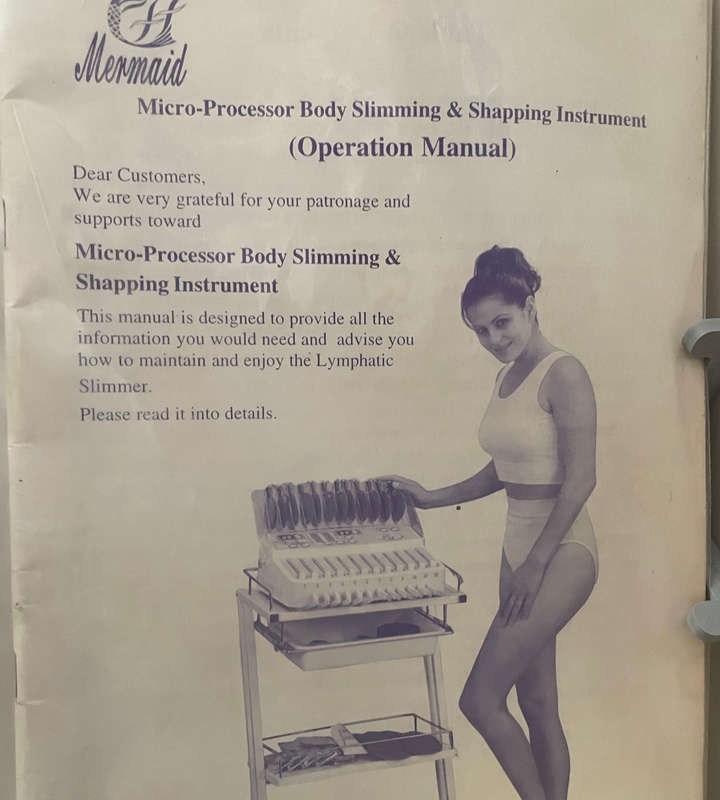 Mermaid
Micro-Processor Body Slimming & Shapping Instrument
(Operation Manual)
Dear Customers,
We are very grateful for your patronage and
supports toward
Micro-Processor Body Slimming &
Shapping Instrument
This manual is designed to provide all the
information you would need and advise you
how to maintain and enjoy the Lymphatic
Slimmer.
Please read it into details.